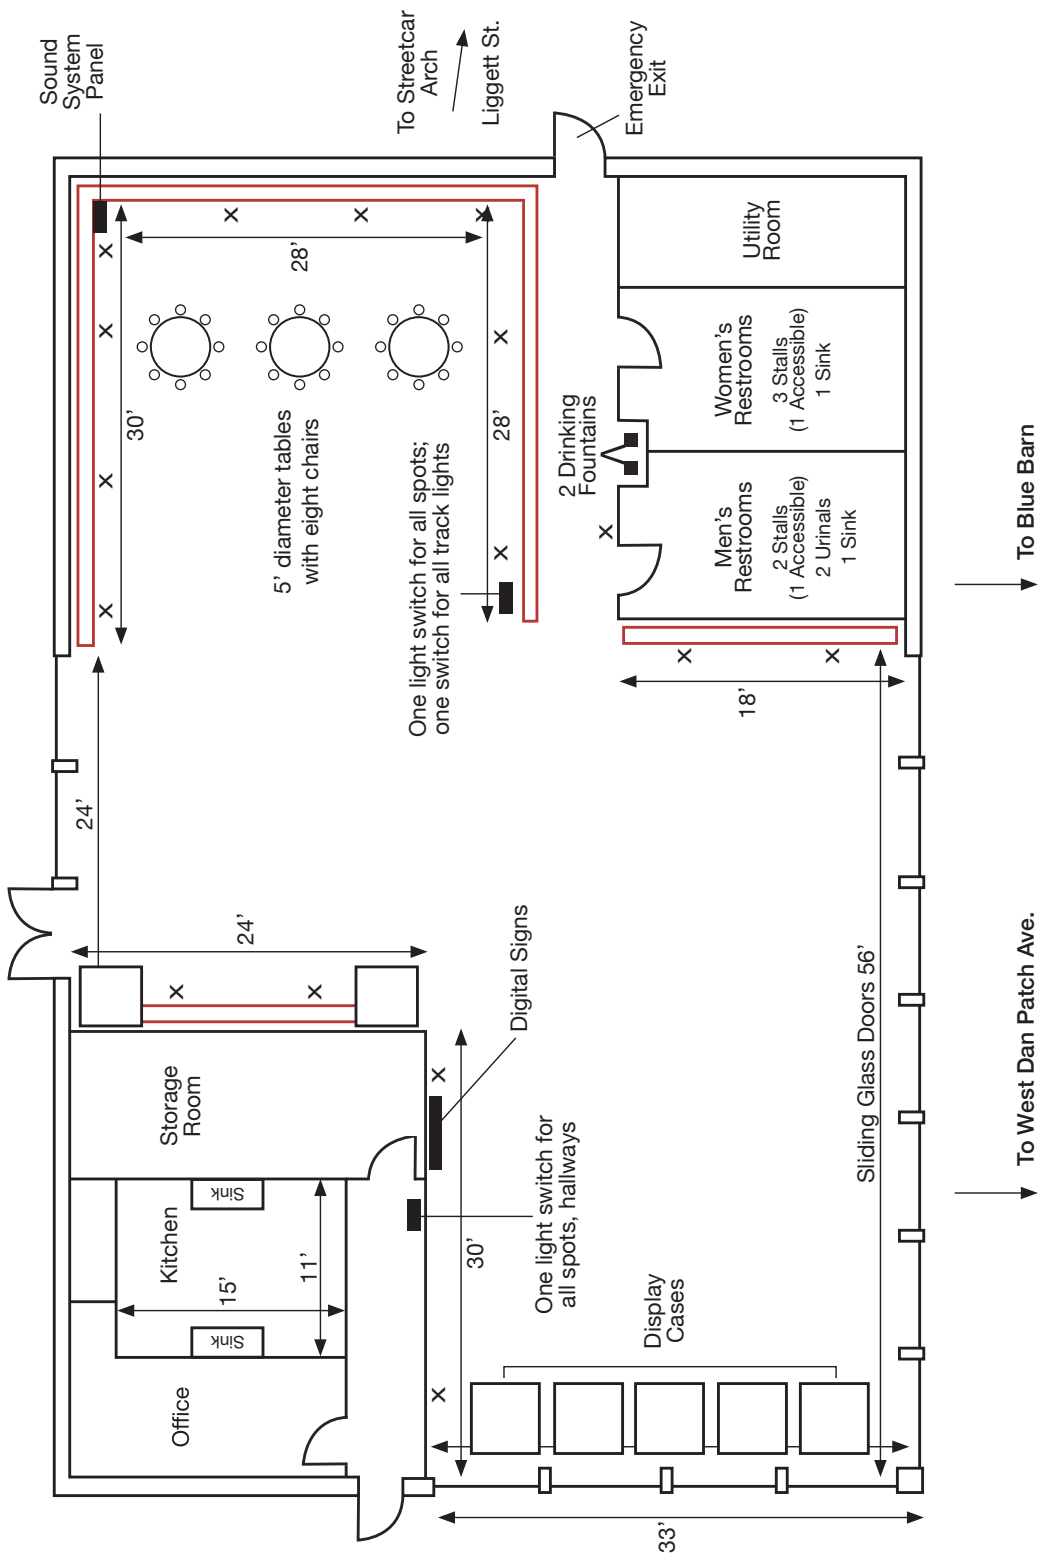 Sound
System
Panel
To Streetcar
Arch
Liggett St.
Emergency
Exit
x
x
x
x
x
x
x
28'
30'
5' diameter tables
with eight chairs
One light switch for all spots;
one switch for all track lights
28'
x
x
2 Drinking
Fountains
x
Utility
Room
Women's
Restrooms
3 Stalls
(1 Accessible)
1 Sink
Men's
Restrooms
2 Stalls
(1 Accessible)
2 Urinals
1 Sink
x
x
18'
24'
24'
x
x
Storage
Room
Digital Signs
x
Sink
Kitchen
15'
11'
Sink
Office
30'
One light switch for
all spots, hallways
x
Display
Cases
33'
Sliding Glass Doors 56'
To West Dan Patch Ave.
To Blue Barn